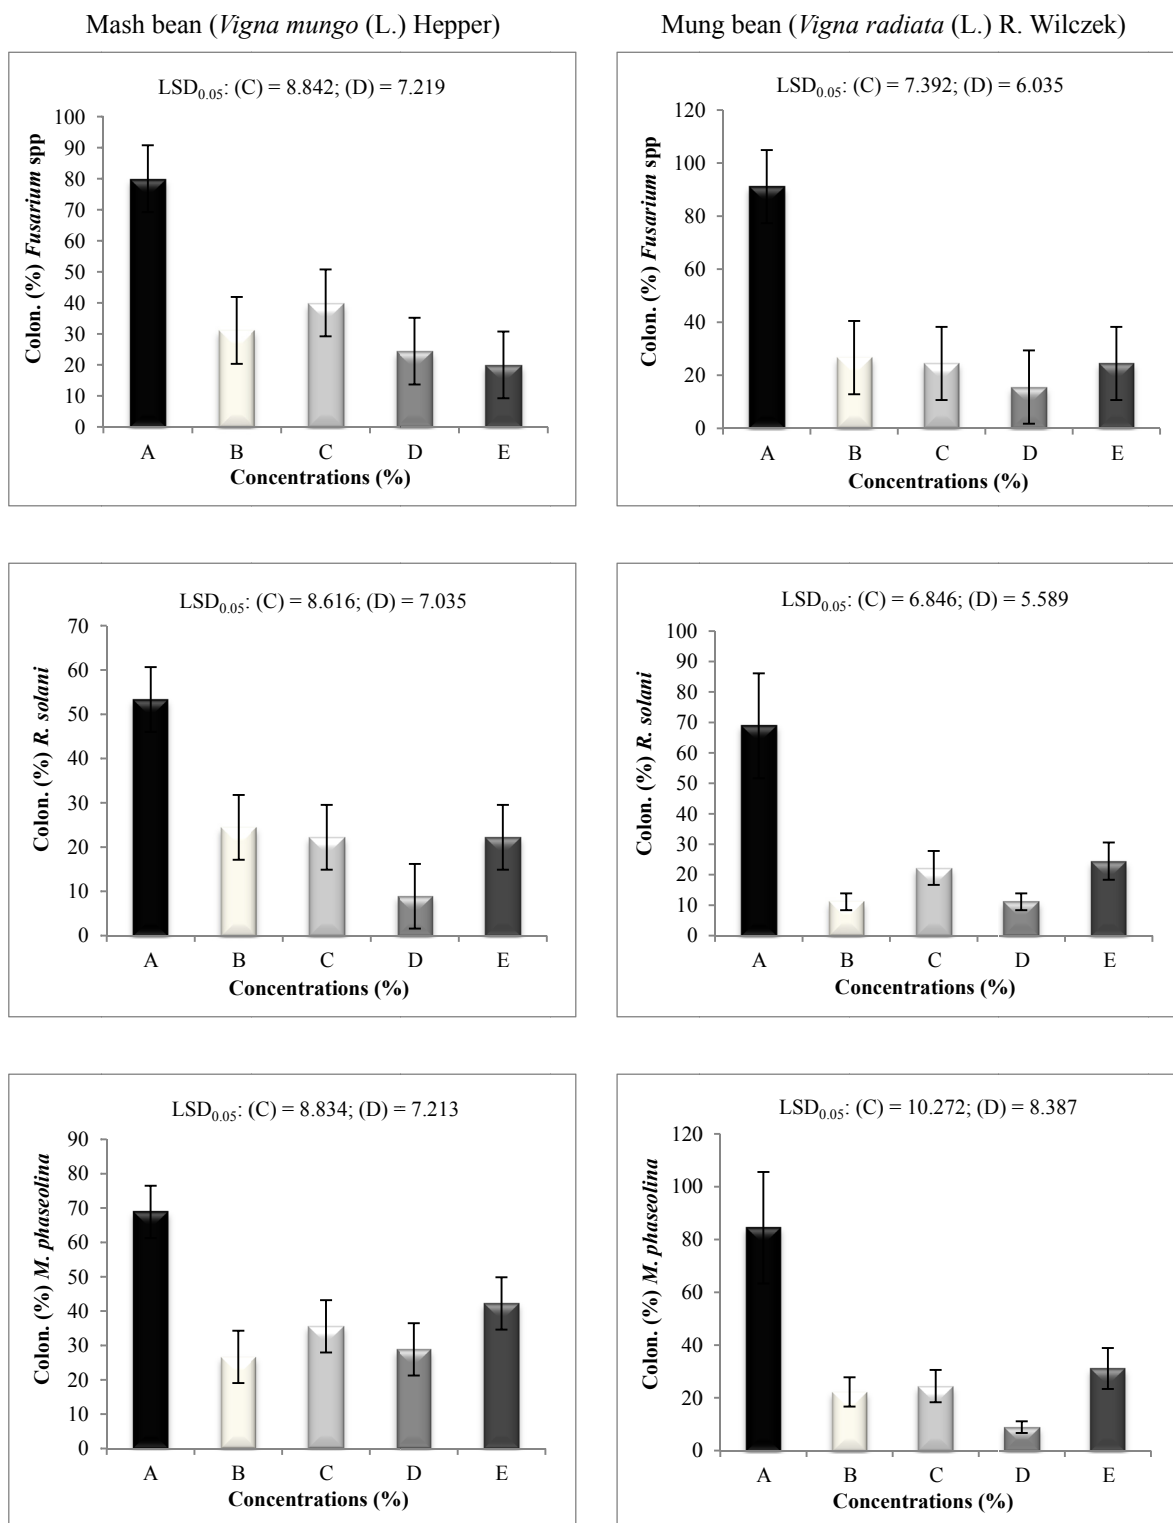 Mash bean (Vigna mungo (L.) Hepper)
Mung bean (Vigna radiata (L.) R. Wilczek)
LSD0.05: (C) = 8.842; (D) = 7.219
Colon. (%) Fusarium spp
100
90
80
70
60
50
40
30
20
10
0
A B C D E
Concentrations (%)
LSD0.05: (C) = 7.392; (D) = 6.035
Colon. (%) Fusarium spp
120
100
80
60
40
20
0
A B C D E
Concentrations (%)
LSD0.05: (C) = 8.616; (D) = 7.035
Colon. (%) R. solani
70
60
50
40
30
20
10
0
A B C D E
Concentrations (%)
LSD0.05: (C) = 6.846; (D) = 5.589
Colon. (%) R. solani
100
90
80
70
60
50
40
30
20
10
0
A B C D E
Concentrations (%)
LSD0.05: (C) = 8.834; (D) = 7.213
Colon. (%) M. phaseolina
90
80
70
60
50
40
30
20
10
0
A B C D E
Concentrations (%)
LSD0.05: (C) = 10.272; (D) = 8.387
Colon. (%) M. phaseolina
120
100
80
60
40
20
0
A B C D E
Concentrations (%)